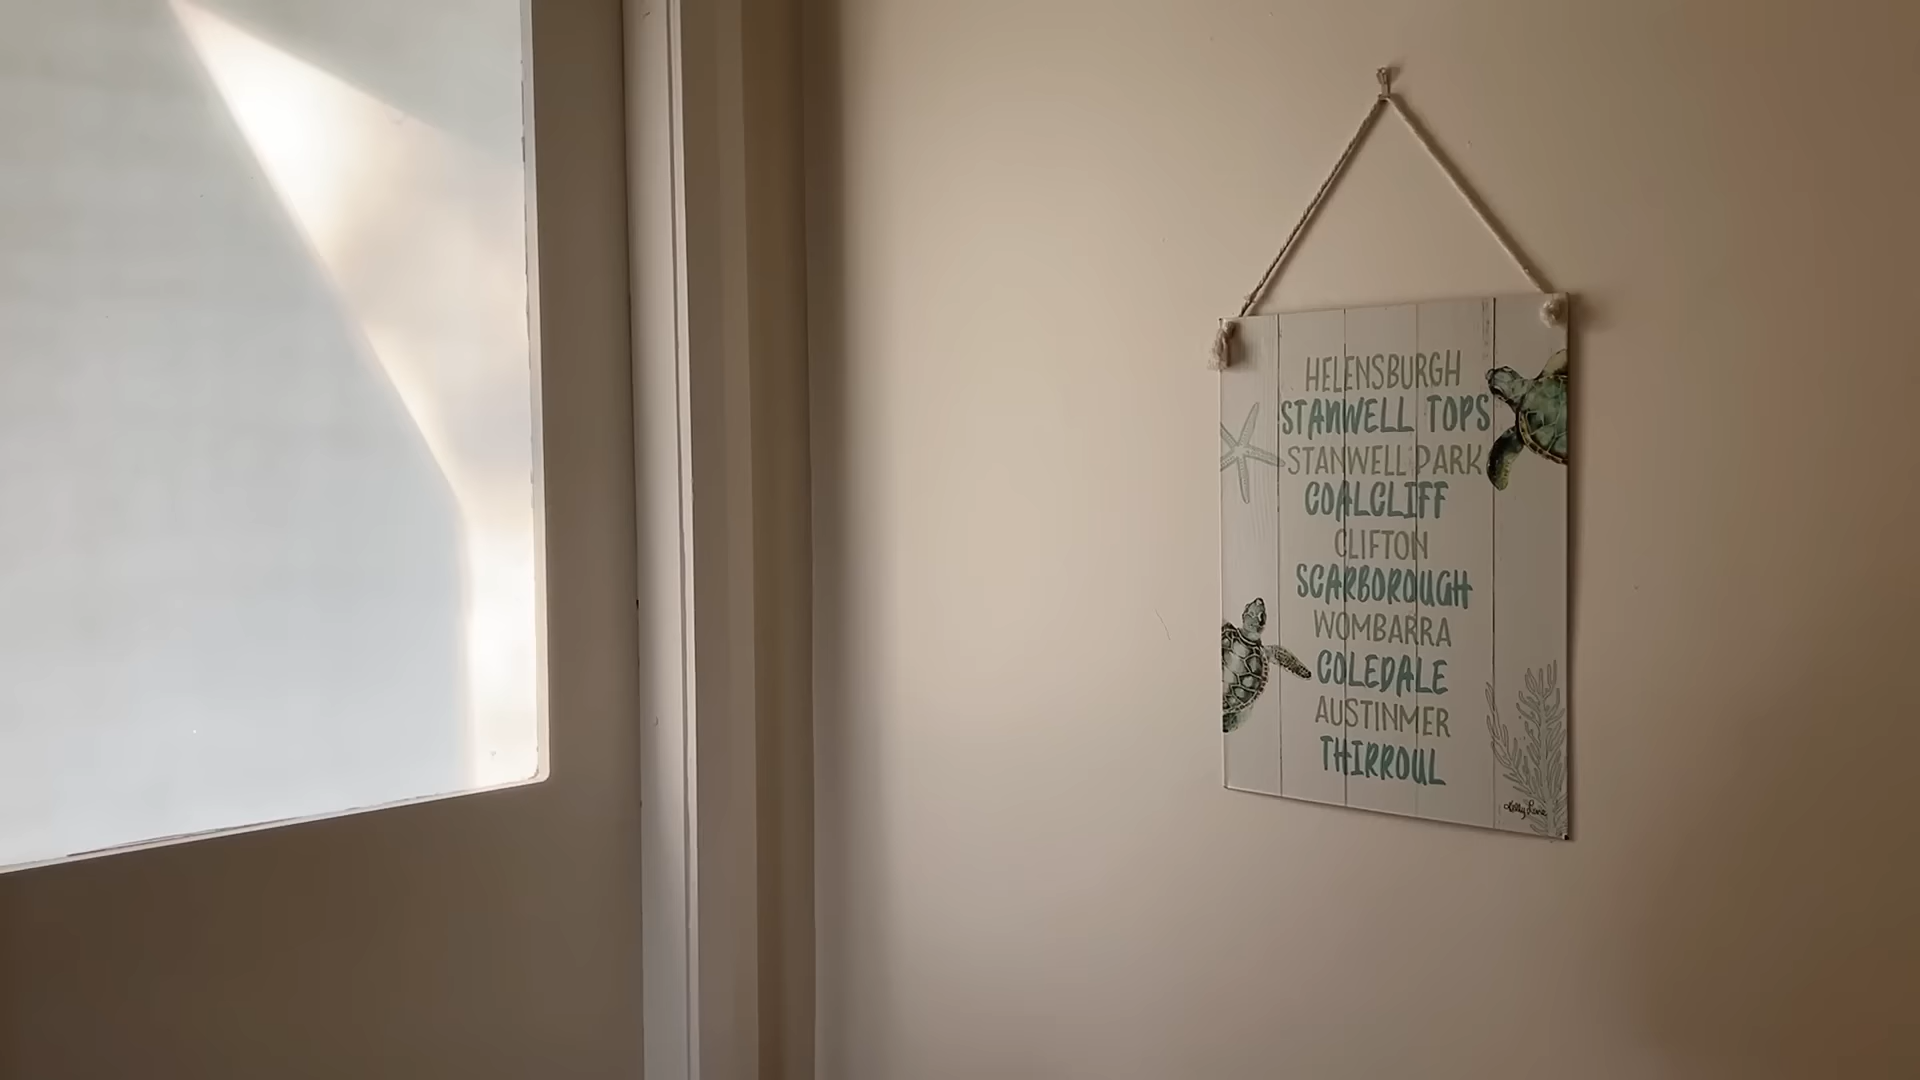 HELENSBURGH
STANWELL TOPS
STANWELL PARK
COALCLIFF
CLIFTON
SCARBOROUGH
WOMBARRA
COLEDALE
AUSTINMER
THIRROUL